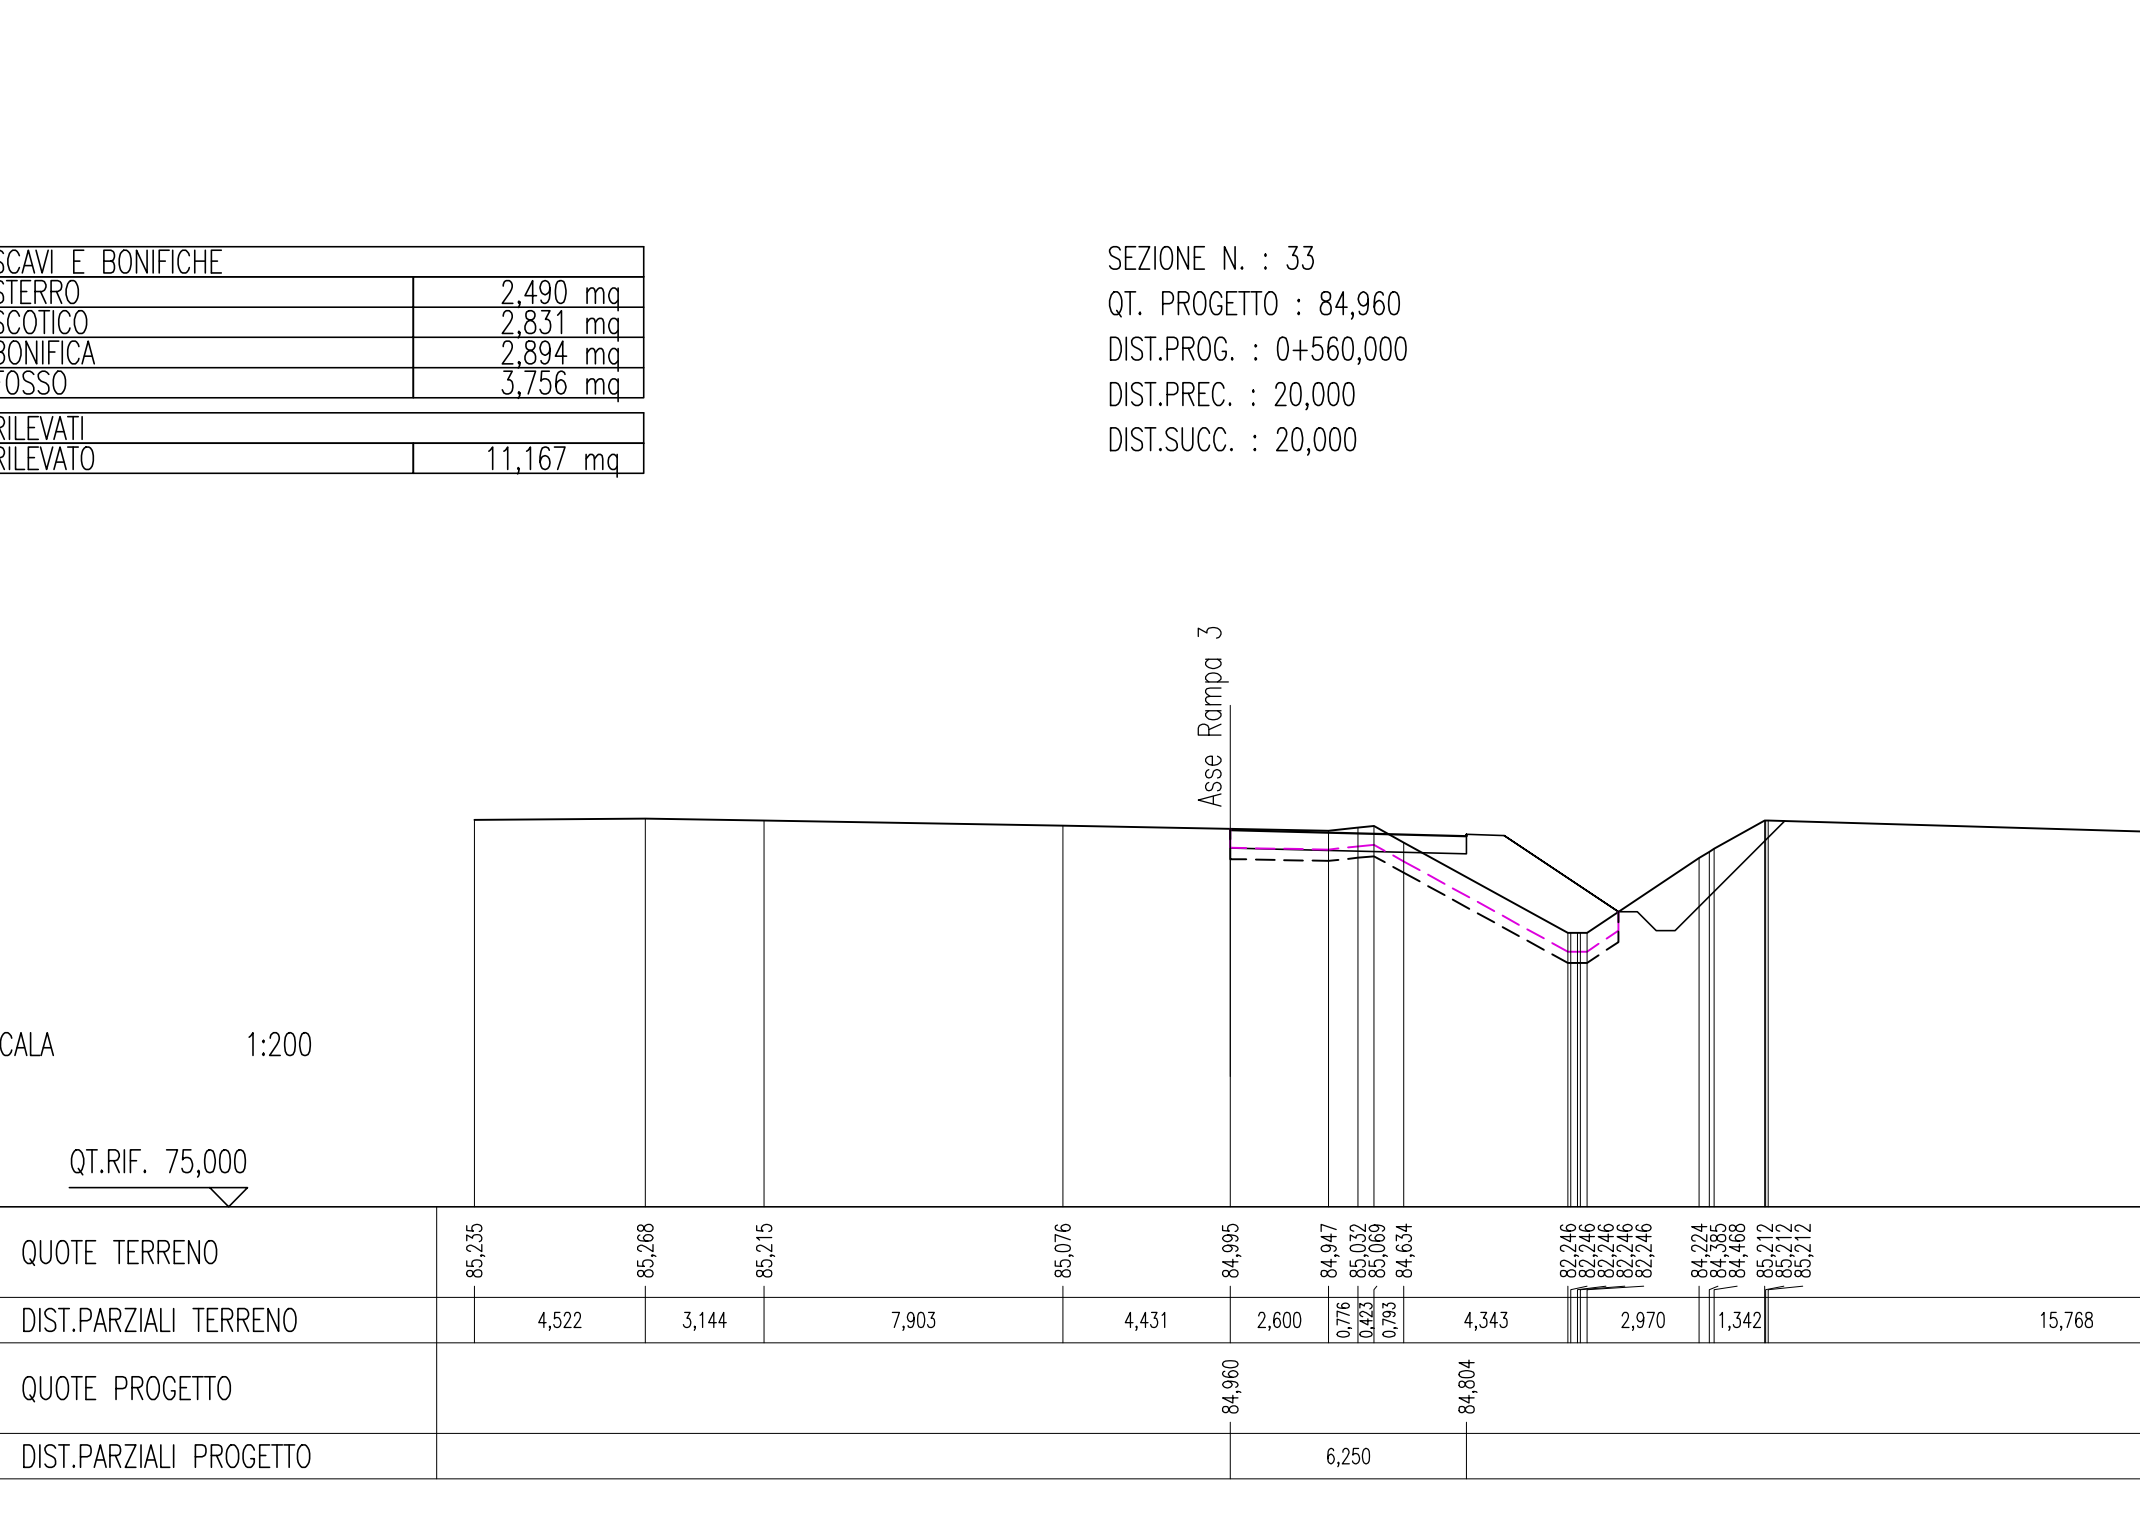 SCAVI E BONIFICHE
STERRO 2,490 mq
SCOTICO 2,831 mq
BONIFICA 2,894 mq
FOSSO 3,756 mq
RILEVATI
RILEVATO 11,167 mq
SEZIONE N. : 33
QT. PROGETTO : 84,960
DIST.PROG. : 0+560,000
DIST.PREC. : 20,000
DIST.SUCC. : 20,000
Asse Rampa 3
CALA 1:200
QT.RIF. 75,000
QUOTE TERRENO 85,235 85,268 85,215 85,076 84,995 84,947 85,032 85,069 84,634 82,246 82,246 82,246 82,246 82,246 84,224 84,385 84,468 85,212 85,212 85,212
DIST.PARZIALI TERRENO 4,522 3,144 7,903 4,431 2,600 0,776 0,423 0,793 4,343 2,970 1,342 15,768
QUOTE PROGETTO 84,960 84,804
DIST.PARZIALI PROGETTO 6,250